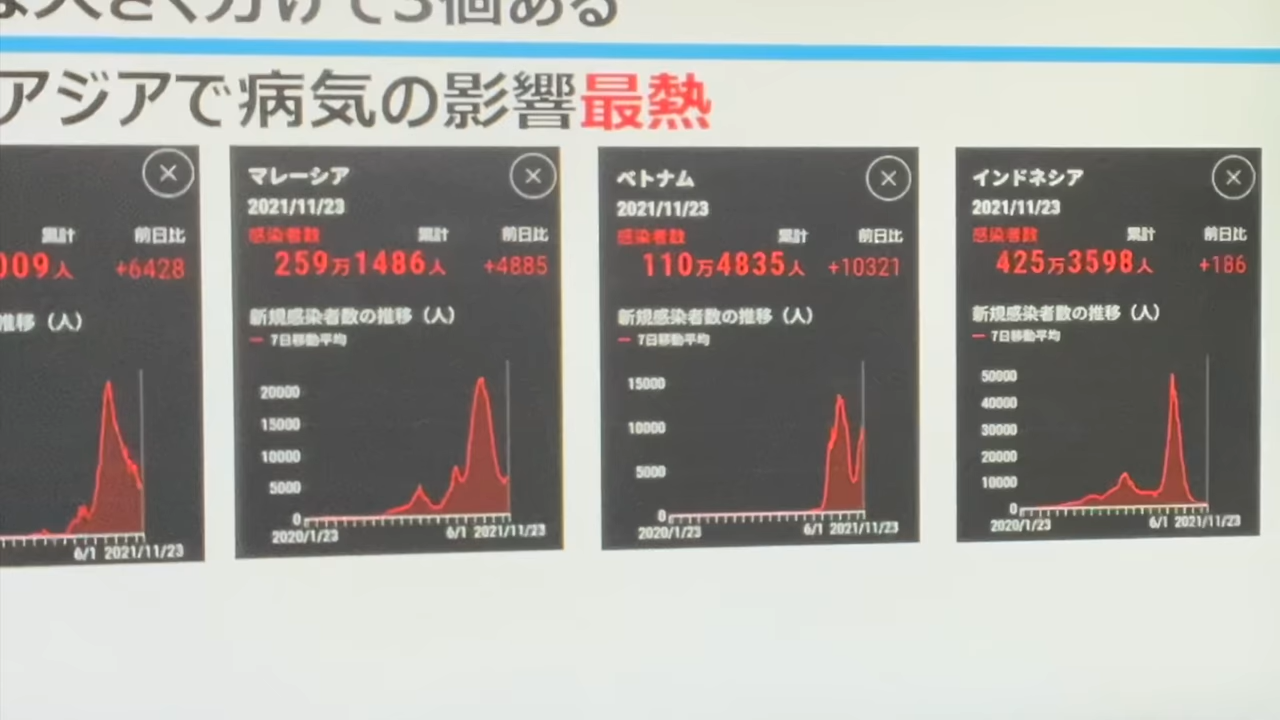 大きく分けて3個ある
アジアで病気の影響最熱
累計 前日比
009人 +6428
推移（人）
6/1 2021/11/23
マレーシア
2021/11/23
感染者数 累計 前日比
259万1486人 +4885
新規感染者数の推移（人）
7日移動平均
20000
15000
10000
5000
0
2020/1/23 6/1 2021/11/23
ベトナム
2021/11/23
感染者数 累計 前日比
110万4835人 +10321
新規感染者数の推移（人）
7日移動平均
15000
10000
5000
0
2020/1/23 6/1 2021/11/23
インドネシア
2021/11/23
感染者数 累計 前日比
425万3598人 +186
新規感染者数の推移（人）
7日移動平均
50000
40000
30000
20000
10000
0
2020/1/23 6/1 2021/11/23